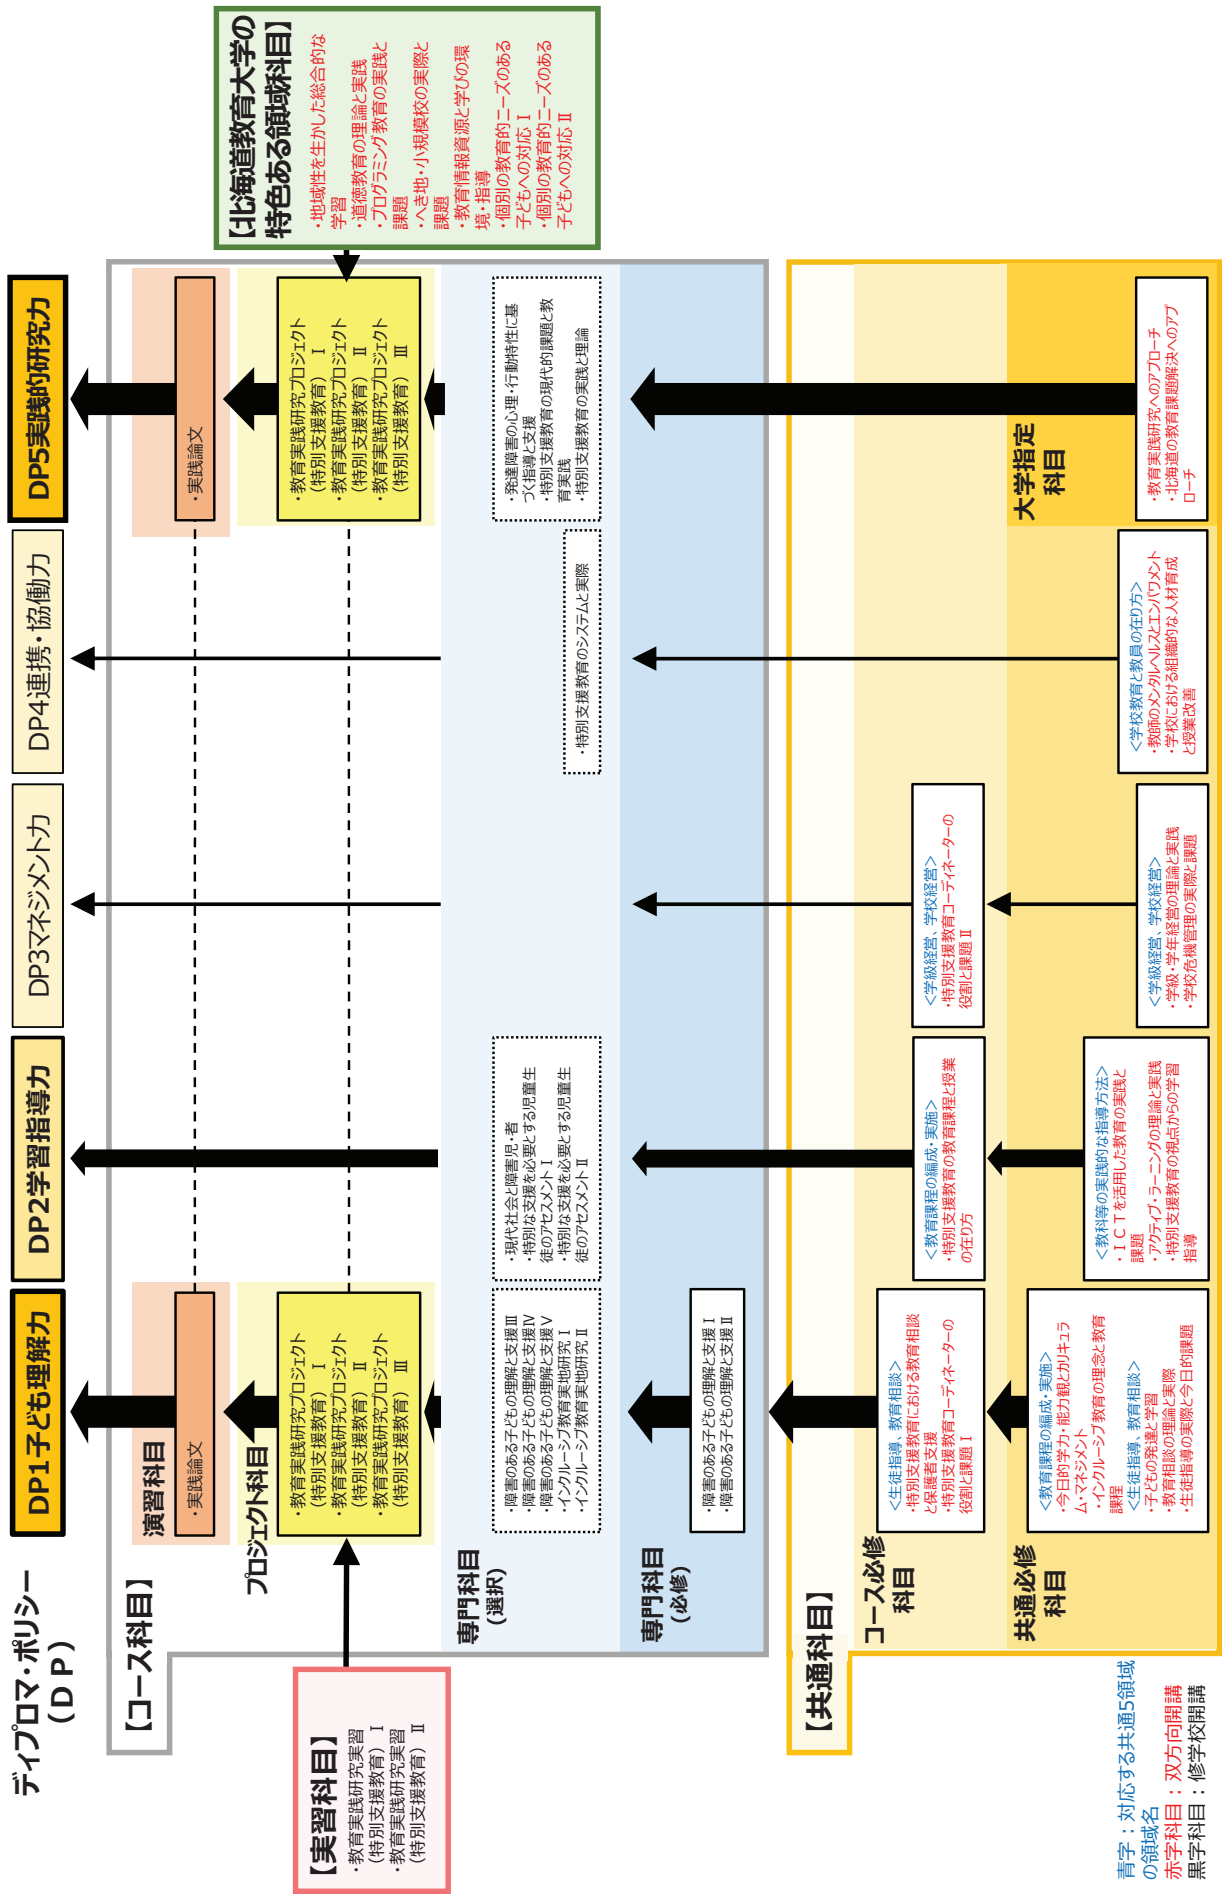 ディプロマ・ポリシー
（ＤＰ）
DP1子ども理解力
DP2学習指導力
DP3マネジメント力
DP4連携・協働力
DP5実践的研究力
【コース科目】
演習科目
・実践論文
・実践論文
プロジェクト科目
・教育実践研究プロジェクト
（特別支援教育） Ⅰ
・教育実践研究プロジェクト
（特別支援教育） Ⅱ
・教育実践研究プロジェクト
（特別支援教育） Ⅲ
・教育実践研究プロジェクト
（特別支援教育） Ⅰ
・教育実践研究プロジェクト
（特別支援教育） Ⅱ
・教育実践研究プロジェクト
（特別支援教育） Ⅲ
【北海道教育大学の
特色ある領域科目】
・地域性を生かした総合的な
学習
・道徳教育の理論と実践
・プログラミング教育の実践と
課題
・へき地・小規模校の実際と
課題
・教育情報資源と学びの環
境・指導
・個別の教育的ニーズのある
子どもへの対応Ⅰ
・個別の教育的ニーズのある
子どもへの対応Ⅱ
【実習科目】
・教育実践研究実習
（特別支援教育）Ⅰ
・教育実践研究実習
（特別支援教育）Ⅱ
専門科目
（選択）
・障害のある子どもの理解と支援Ⅲ
・障害のある子どもの理解と支援Ⅳ
・障害のある子どもの理解と支援Ⅴ
・インクルーシブ教育実地研究Ⅰ
・インクルーシブ教育実地研究Ⅱ
・現代社会と障害児・者
・特別な支援を必要とする児童生
徒のアセスメントⅠ
・特別な支援を必要とする児童生
徒のアセスメントⅡ
・特別支援教育のシステムと実際
・発達障害の心理・行動特性に基
づく指導と支援
・特別支援教育の現代的課題と教
育実践
・特別支援教育の実践と理論
専門科目
（必修）
・障害のある子どもの理解と支援Ⅰ
・障害のある子どもの理解と支援Ⅱ
【共通科目】
コース必修
科目
＜生徒指導、教育相談＞
・特別支援教育における教育相談
と保護者支援
・特別支援教育コーディネーターの
役割と課題Ⅰ
＜教育課程の編成・実施＞
・特別支援教育の教育課程と授業
の在り方
＜学級経営、学校経営＞
・特別支援教育コーディネーターの
役割と課題Ⅱ
共通必修
科目
＜教育課程の編成・実施＞
・今日的学力・能力観とカリキュラ
ム・マネジメント
・インクルーシブ教育の理念と教育
課程
＜生徒指導、教育相談＞
・子どもの発達と学習
・教育相談の理論と実際
・生徒指導の実際と今日的課題
＜教科等の実践的な指導方法＞
・ＩＣＴを活用した教育の実践と
課題
・アクティブ・ラーニングの理論と実践
・特別支援教育の視点からの学習
指導
＜学級経営、学校経営＞
・学級・学年経営の理論と実践
・学校危機管理の実際と課題
＜学校教育と教員の在り方＞
・教師のメンタルヘルスとエンパワメント
・学校における組織的な人材育成
と授業改善
大学指定
科目
・教育実践研究へのアプローチ
・北海道の教育課題解決へのアプ
ローチ
青字：対応する共通5領域
の領域名
赤字科目：双方向開講
黒字科目：修学校開講